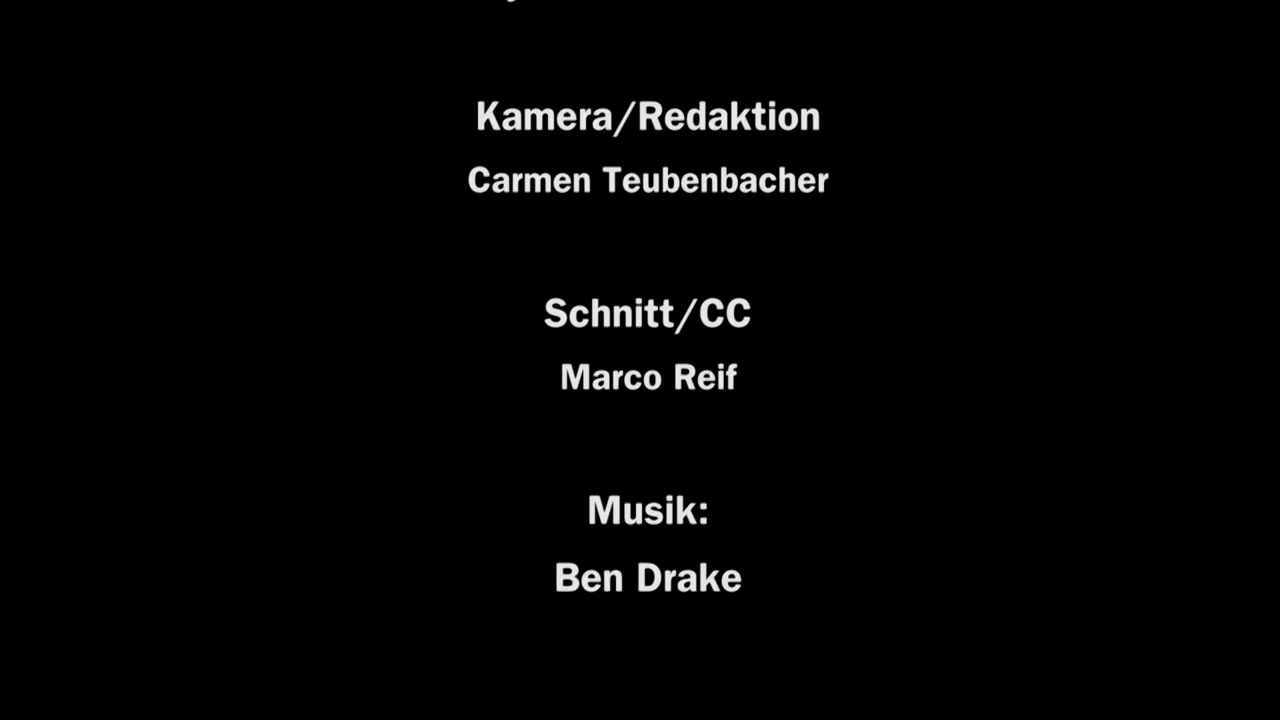 Kamera/Redaktion
Carmen Teubenbacher
Schnitt/CC
Marco Reif
Musik:
Ben Drake